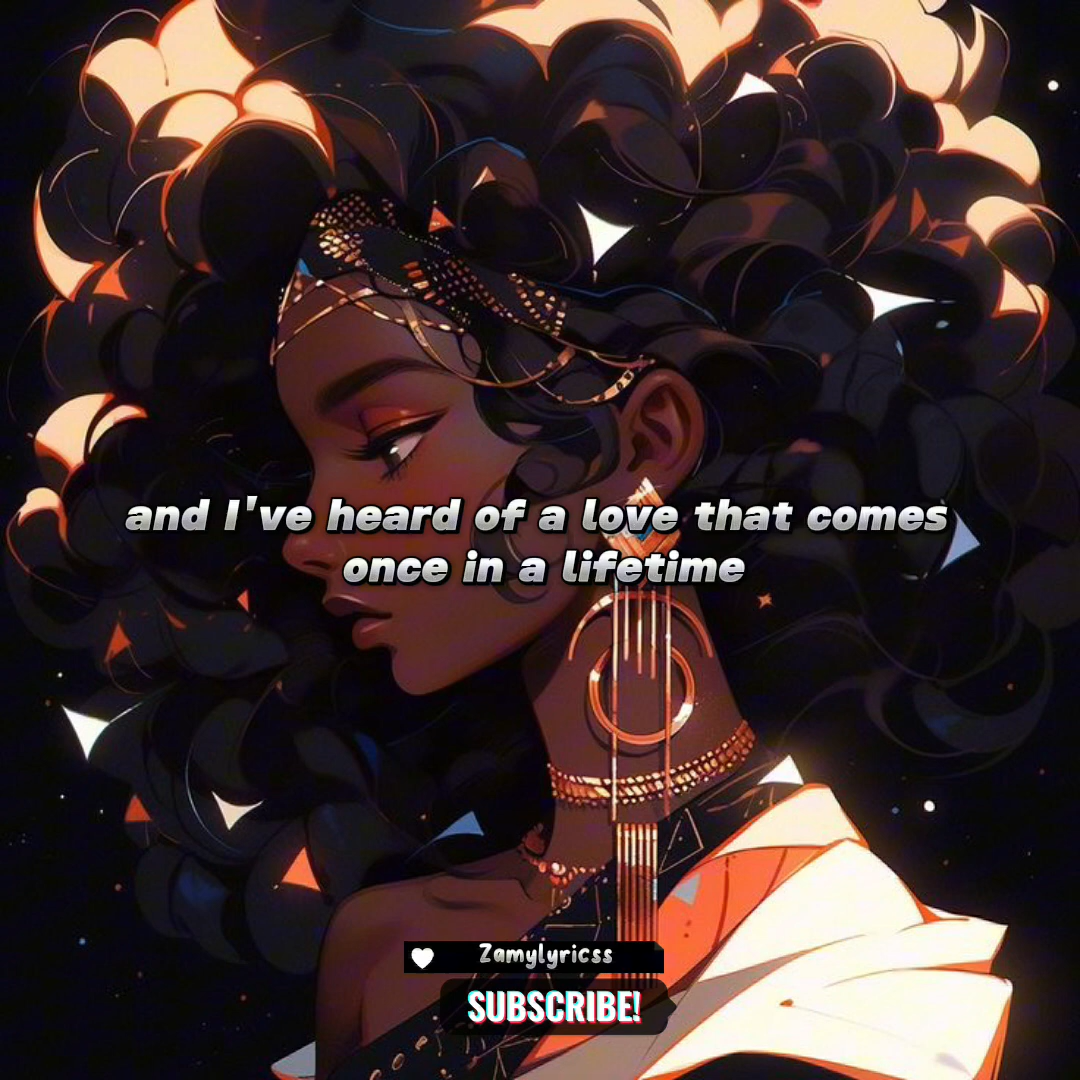 and I've heard of a love that comes
once in a lifetime
Zamylyricss
SUBSCRIBE!